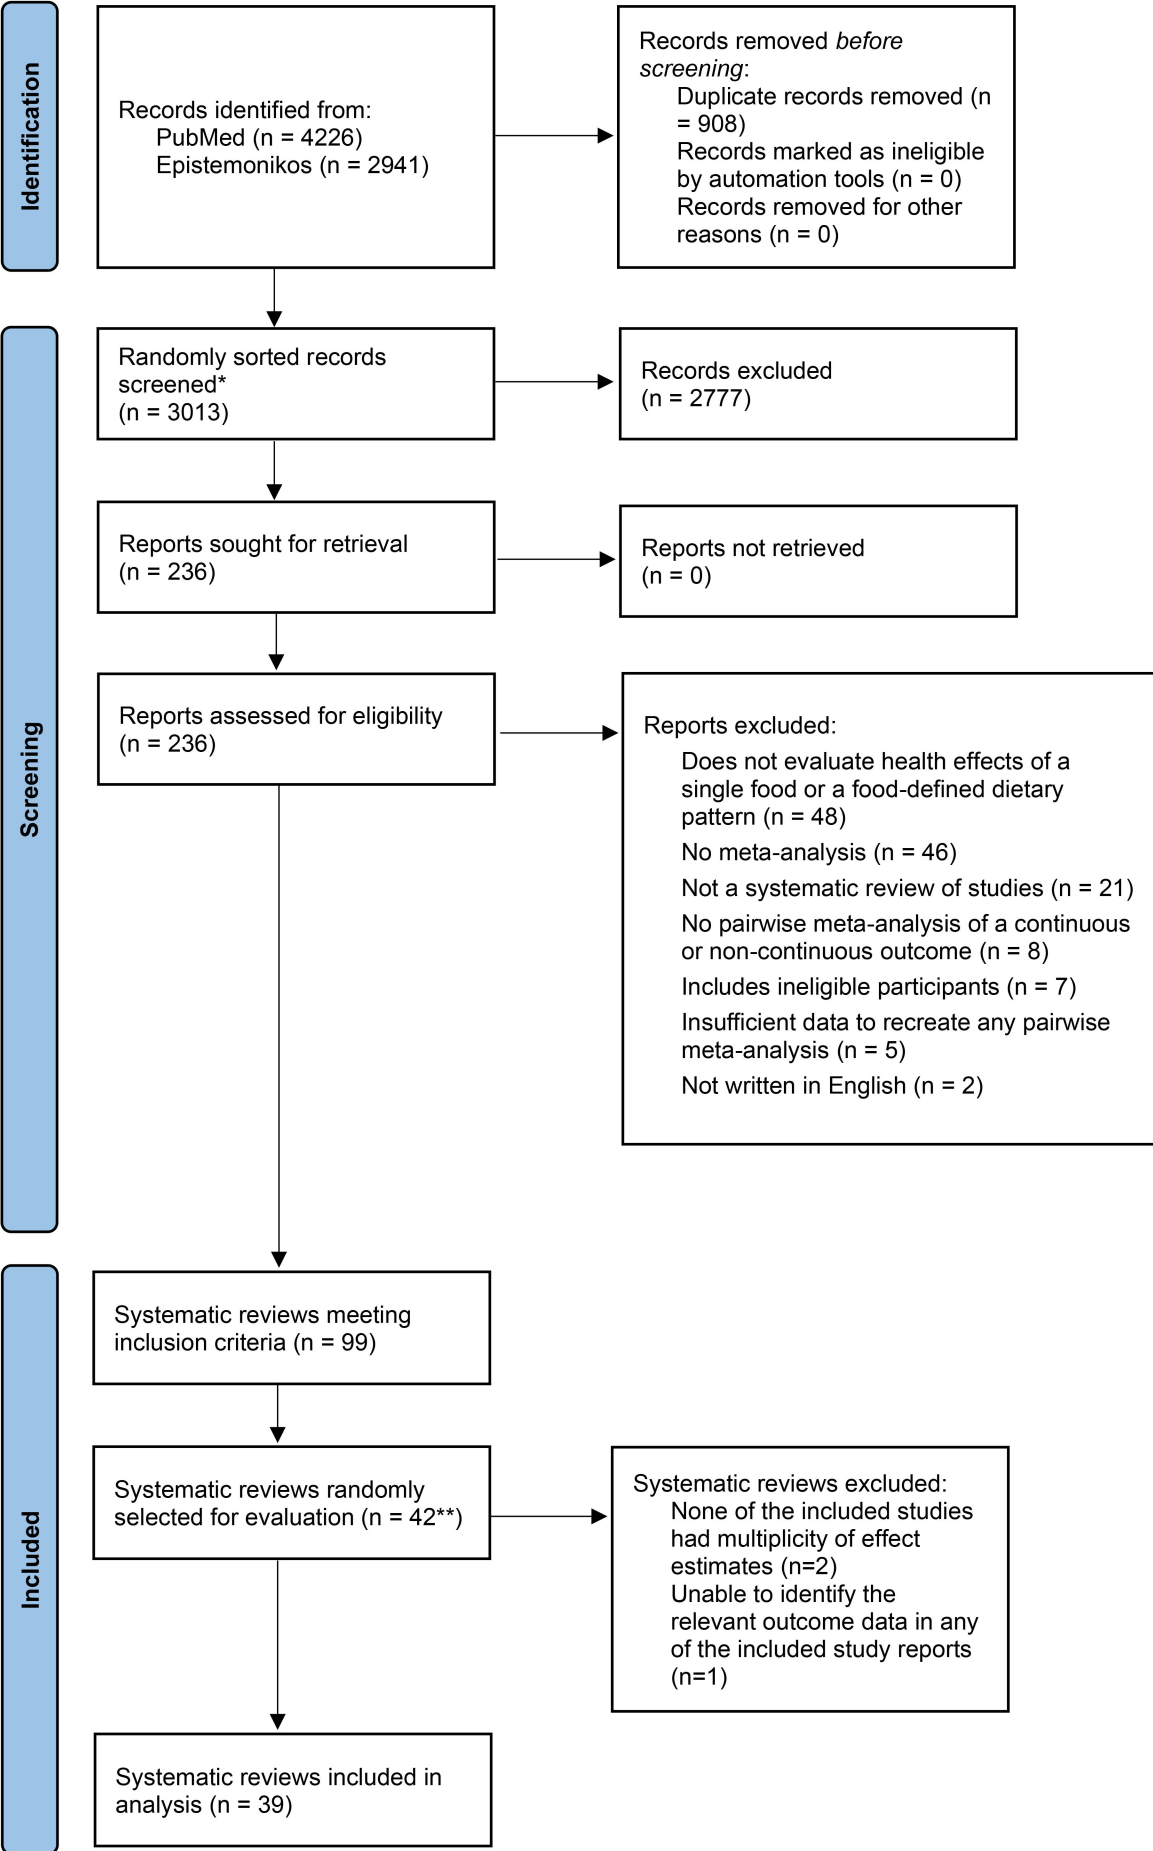 Identification
Records identified from:
PubMed (n = 4226)
Epistemonikos (n = 2941)
Records removed before
screening:
Duplicate records removed (n
= 908)
Records marked as ineligible
by automation tools (n = 0)
Records removed for other
reasons (n = 0)
Screening
Randomly sorted records
screened*
(n = 3013)
Records excluded
(n = 2777)
Reports sought for retrieval
(n = 236)
Reports not retrieved
(n = 0)
Reports assessed for eligibility
(n = 236)
Reports excluded:
Does not evaluate health effects of a
single food or a food-defined dietary
pattern (n = 48)
No meta-analysis (n = 46)
Not a systematic review of studies (n = 21)
No pairwise meta-analysis of a continuous
or non-continuous outcome (n = 8)
Includes ineligible participants (n = 7)
Insufficient data to recreate any pairwise
meta-analysis (n = 5)
Not written in English (n = 2)
Included
Systematic reviews meeting
inclusion criteria (n = 99)
Systematic reviews randomly
selected for evaluation (n = 42**)
Systematic reviews excluded:
None of the included studies
had multiplicity of effect
estimates (n=2)
Unable to identify the
relevant outcome data in any
of the included study reports
(n=1)
Systematic reviews included in
analysis (n = 39)